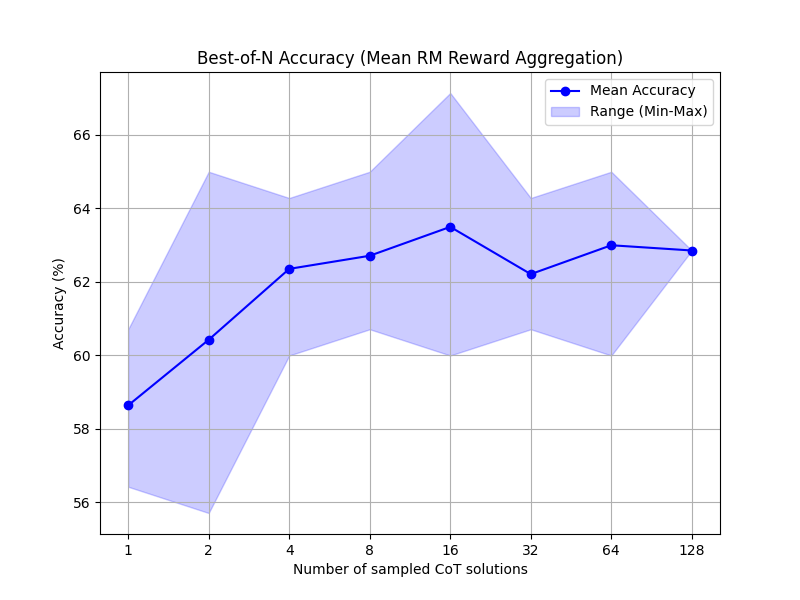 Best-of-N Accuracy (Mean RM Reward Aggregation)
Mean Accuracy
Range (Min-Max)
Accuracy (%)
66
64
62
60
58
56
1 2 4 8 16 32 64 128
Number of sampled CoT solutions